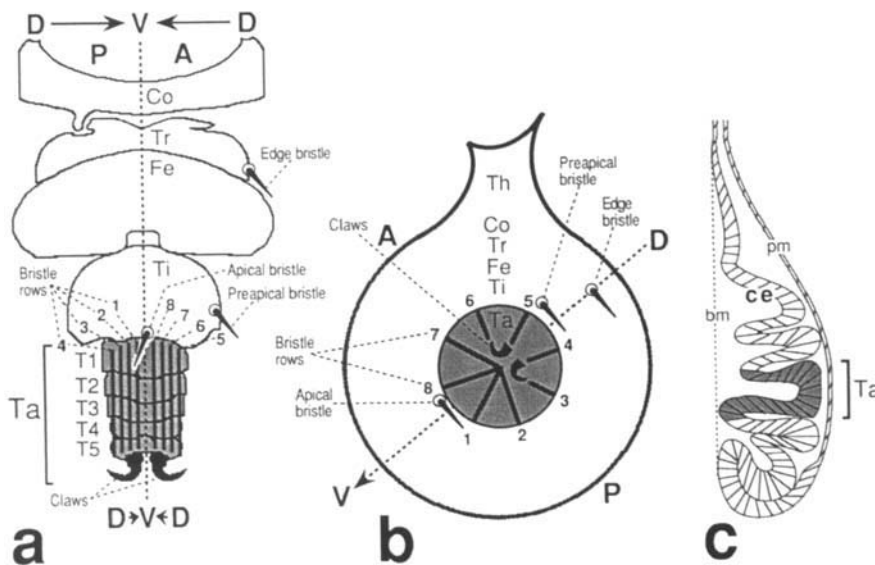 D V D
P A
Co
Tr
Edge bristle
Fe
Ti
Bristle rows
Apical bristle
Preapical bristle
1 2 3 4
8 7 6 5
Ta
T1
T2
T3
T4
T5
Claws
D V D
a
Th
Preapical bristle
Edge bristle
Claws
A
D
Co
Tr
Fe
Ti
Ta
6 5
7 4
Bristle rows
8 3
Apical bristle
1 2
V
P
b
pm
ce
bm
Ta
c